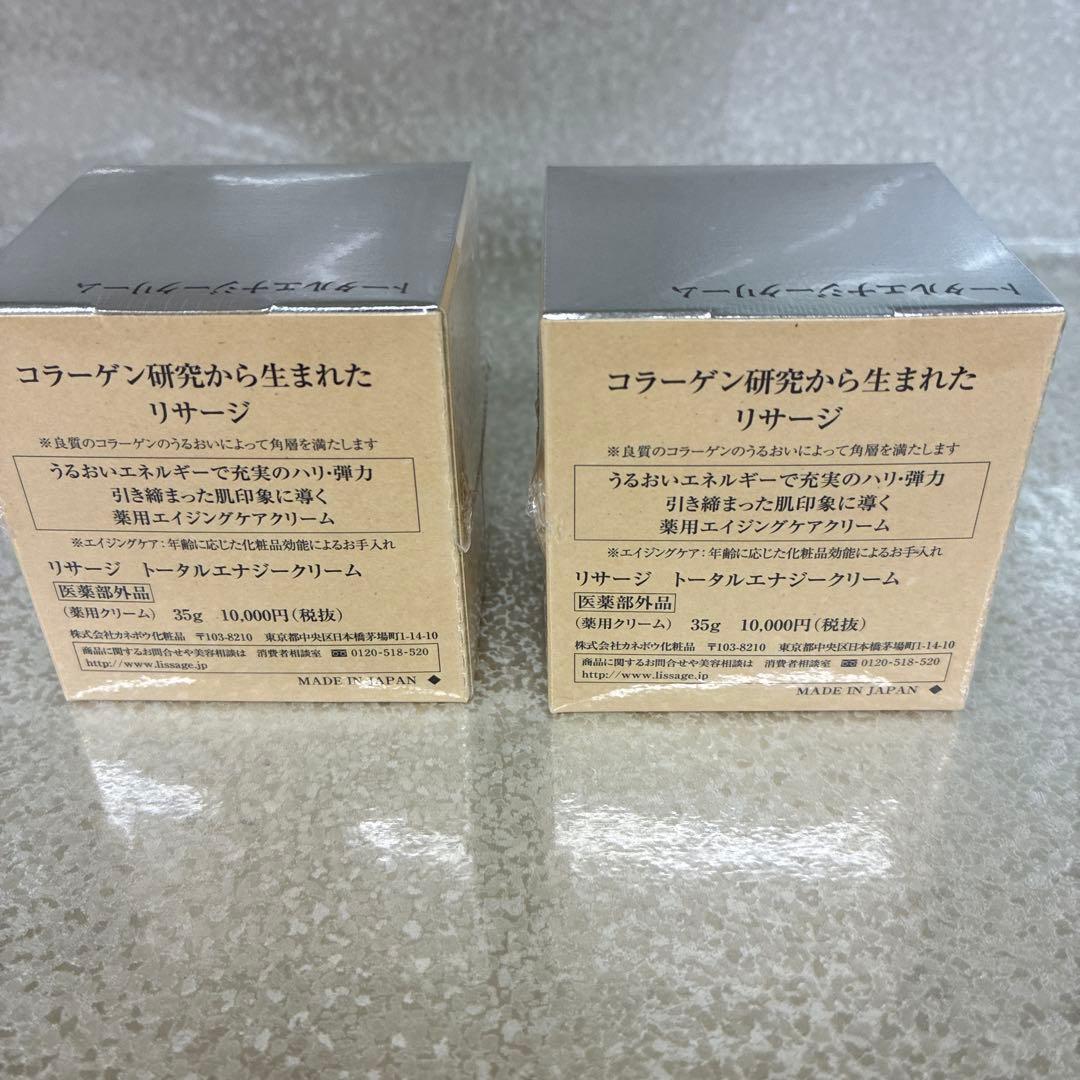 トータルエナジークリーム
コラーゲン研究から生まれた
リサージ
※良質のコラーゲンのうるおいによって角層を満たします
うるおいエネルギーで充実のハリ・弾力
引き締まった肌印象に導く
薬用エイジングケアクリーム
※エイジングケア：年齢に応じた化粧品効能によるお手入れ
リサージ　トータルエナジークリーム
医薬部外品
（薬用クリーム）　35g　10,000円（税抜）
株式会社カネボウ化粧品　〒103-8210　東京都中央区日本橋茅場町1-14-10
商品に関するお問合せや美容相談は　消費者相談室　0120-518-520
http://www.lissage.jp
MADE IN JAPAN ◆
トータルエナジークリーム
コラーゲン研究から生まれた
リサージ
※良質のコラーゲンのうるおいによって角層を満たします
うるおいエネルギーで充実のハリ・弾力
引き締まった肌印象に導く
薬用エイジングケアクリーム
※エイジングケア：年齢に応じた化粧品効能によるお手入れ
リサージ　トータルエナジークリーム
医薬部外品
（薬用クリーム）　35g　10,000円（税抜）
株式会社カネボウ化粧品　〒103-8210　東京都中央区日本橋茅場町1-14-10
商品に関するお問合せや美容相談は　消費者相談室　0120-518-520
http://www.lissage.jp
MADE IN JAPAN ◆